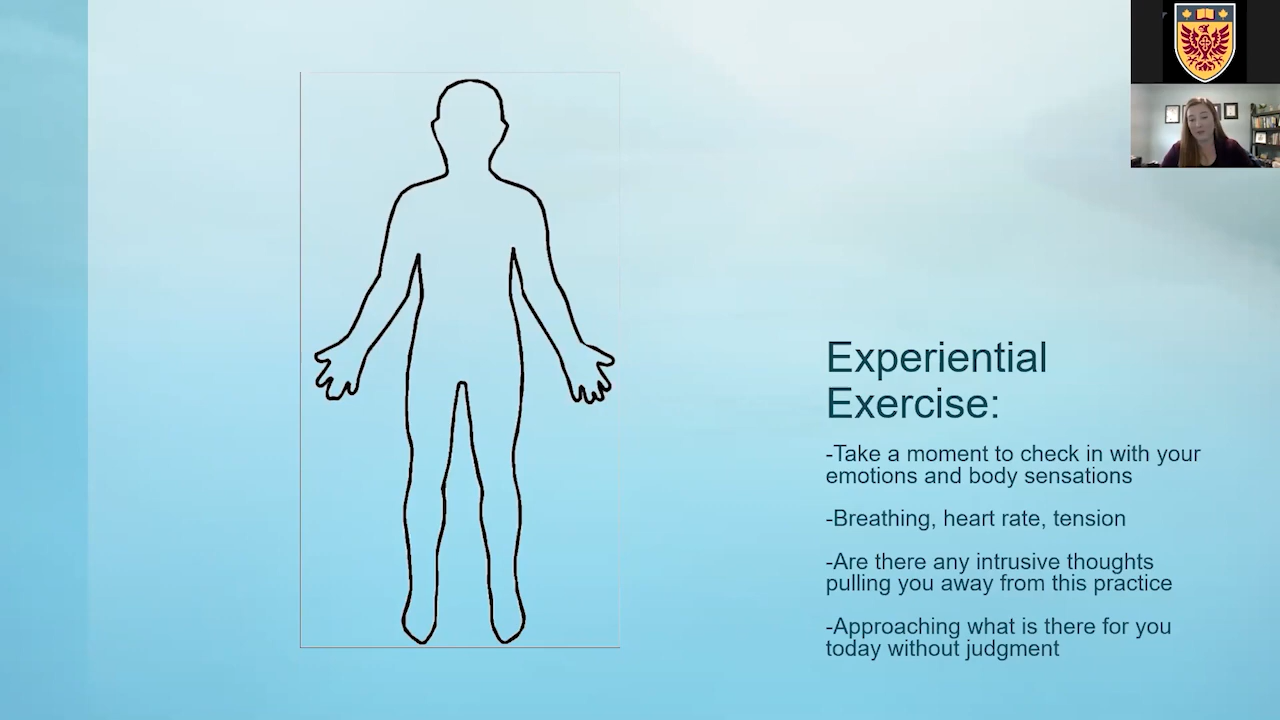 Experiential
Exercise:
-Take a moment to check in with your
emotions and body sensations
-Breathing, heart rate, tension
-Are there any intrusive thoughts
pulling you away from this practice
-Approaching what is there for you
today without judgment